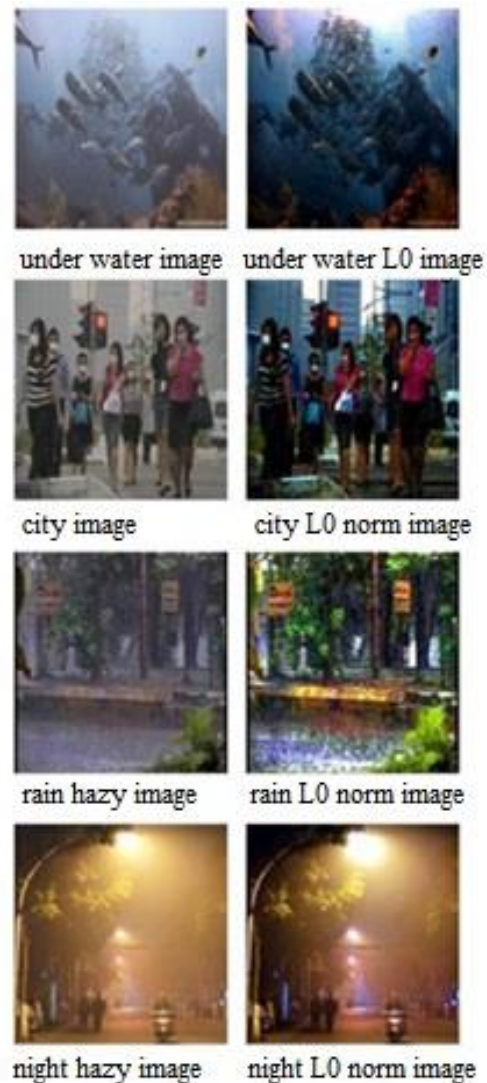 under water image under water L0 image
city image city L0 norm image
rain hazy image rain L0 norm image
night hazy image night L0 norm image